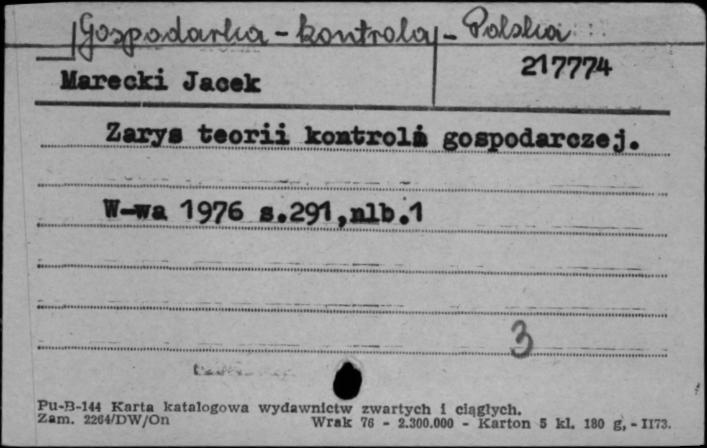 Gospodarka - kontrola - Polska
Marecki Jacek
217774
Zarys teorii kontroli gospodarczej.
W-wa 1976 s.291,nlb.1
3
Pu-B-144 Karta katalogowa wydawnictw zwartych i ciągłych.
Zam. 2264/DW/On Wrak 76 - 2.300.000 - Karton 5 kl. 180 g, - II73.